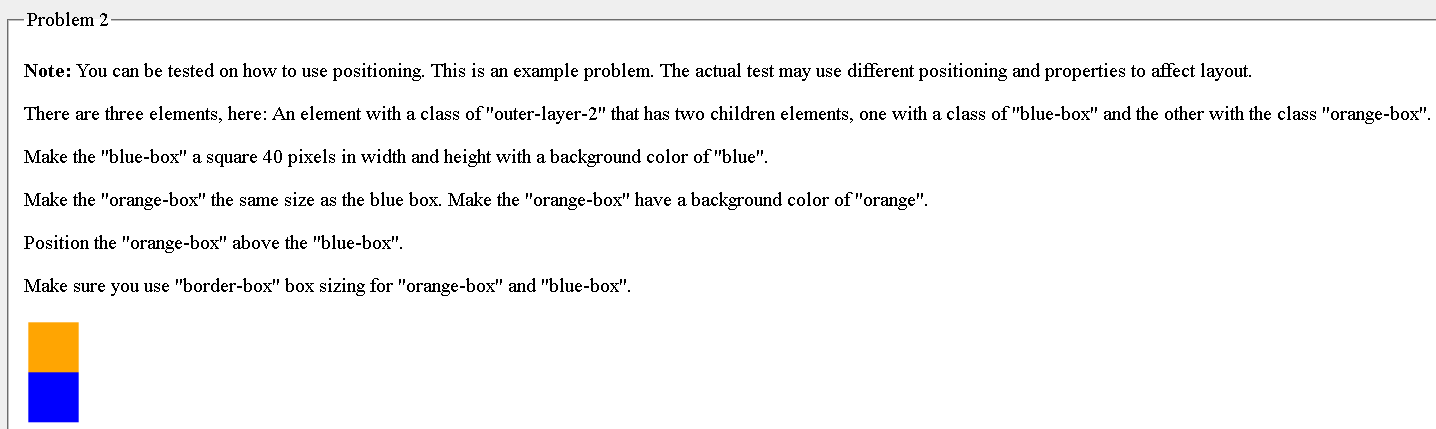 Problem 2
Note: You can be tested on how to use positioning. This is an example problem. The actual test may use different positioning and properties to affect layout.
There are three elements, here: An element with a class of "outer-layer-2" that has two children elements, one with a class of "blue-box" and the other with the class "orange-box".
Make the "blue-box" a square 40 pixels in width and height with a background color of "blue".
Make the "orange-box" the same size as the blue box. Make the "orange-box" have a background color of "orange".
Position the "orange-box" above the "blue-box".
Make sure you use "border-box" box sizing for "orange-box" and "blue-box".